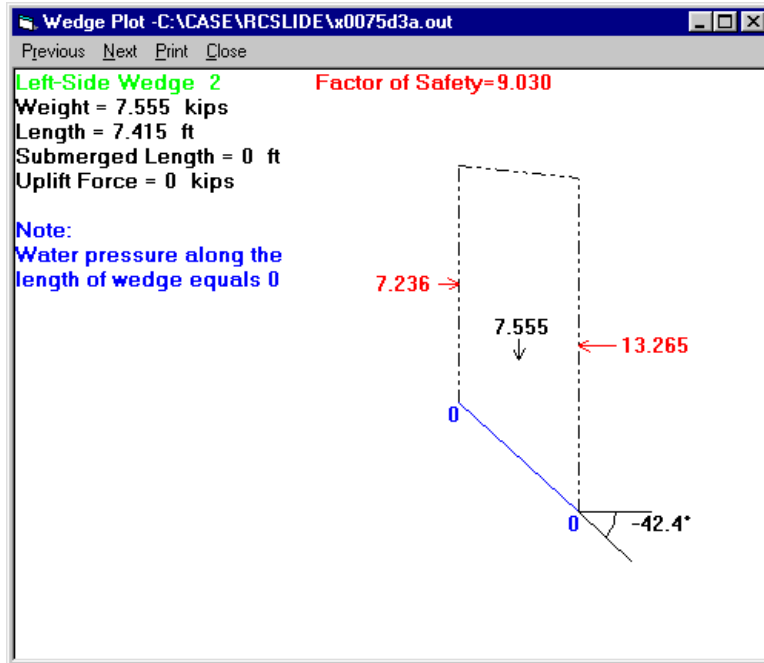 Wedge Plot -C:\CASE\RCSLIDE\x0075d3a.out
Previous Next Print Close
Left-Side Wedge 2
Factor of Safety=9.030
Weight = 7.555 kips
Length = 7.415 ft
Submerged Length = 0 ft
Uplift Force = 0 kips
Note:
Water pressure along the
length of wedge equals 0
7.236
7.555
13.265
0
0
-42.4°